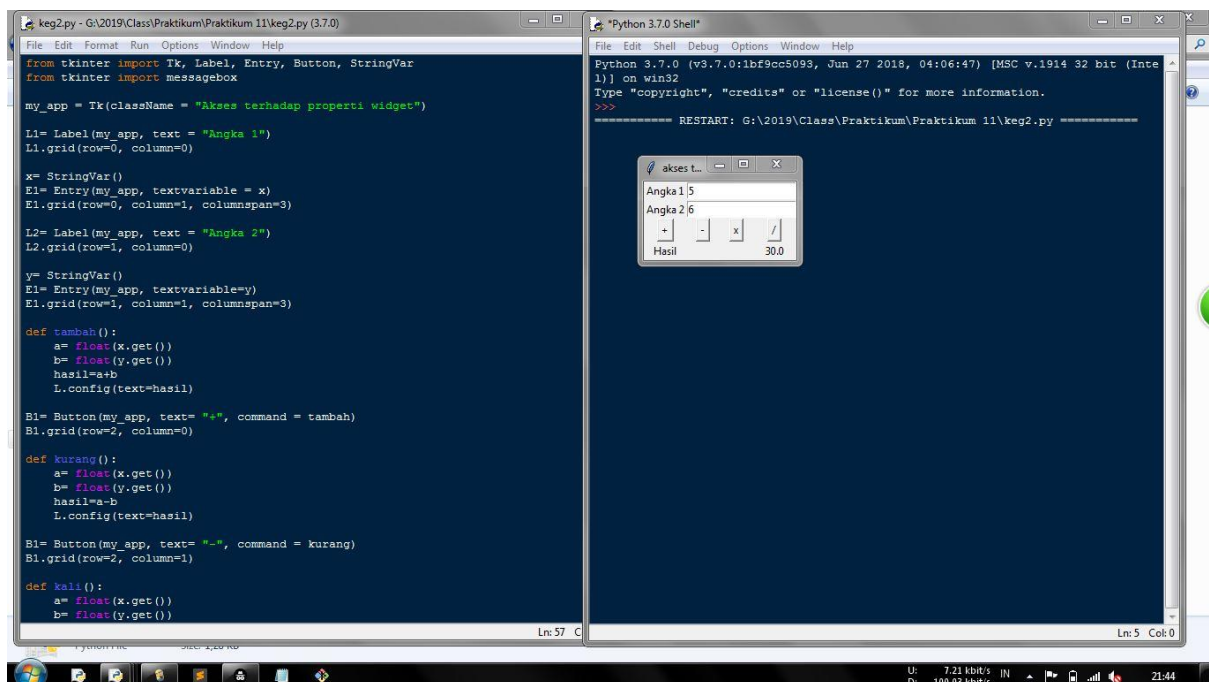 keg2.py - G:\2019\Class\Praktikum\Praktikum 11\keg2.py (3.7.0)
File Edit Format Run Options Window Help
from tkinter import Tk, Label, Entry, Button, StringVar
from tkinter import messagebox
my_app = Tk(className = "Akses terhadap properti widget")
L1= Label(my_app, text = "Angka 1")
L1.grid(row=0, column=0)
x= StringVar()
E1= Entry(my_app, textvariable = x)
E1.grid(row=0, column=1, columnspan=3)
L2= Label(my_app, text = "Angka 2")
L2.grid(row=1, column=0)
y= StringVar()
E1= Entry(my_app, textvariable=y)
E1.grid(row=1, column=1, columnspan=3)
def tambah():
    a= float(x.get())
    b= float(y.get())
    hasil=a+b
    L.config(text=hasil)
B1= Button(my_app, text= "+", command = tambah)
B1.grid(row=2, column=0)
def kurang():
    a= float(x.get())
    b= float(y.get())
    hasil=a-b
    L.config(text=hasil)
B1= Button(my_app, text= "-", command = kurang)
B1.grid(row=2, column=1)
def kali():
    a= float(x.get())
    b= float(y.get())
Ln: 57 C
*Python 3.7.0 Shell*
File Edit Shell Debug Options Window Help
Python 3.7.0 (v3.7.0:1bf9cc5093, Jun 27 2018, 04:06:47) [MSC v.1914 32 bit (Inte
l)] on win32
Type "copyright", "credits" or "license()" for more information.
>>>
=========== RESTART: G:\2019\Class\Praktikum\Praktikum 11\keg2.py ===========
akses t...
Angka 1 5
Angka 2 6
+ - x /
Hasil 30.0
Ln: 5 Col: 0
U: 7.21 kbit/s IN
21:44